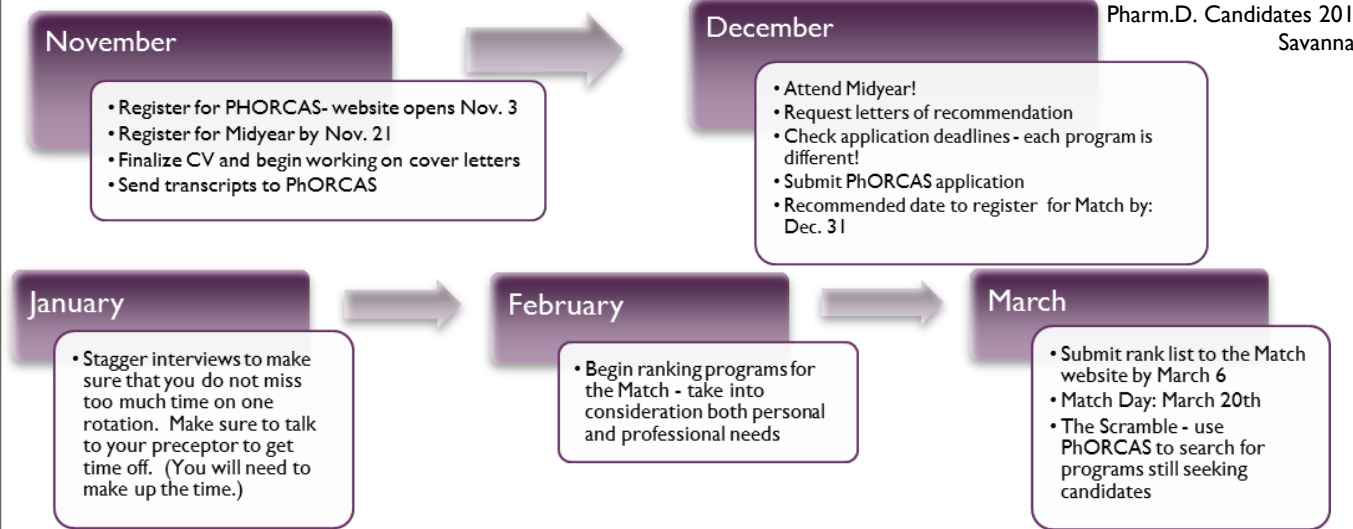 Pharm.D. Candidates 201
Savanna
November
• Register for PHORCAS- website opens Nov. 3
• Register for Midyear by Nov. 21
• Finalize CV and begin working on cover letters
• Send transcripts to PhORCAS
December
• Attend Midyear!
• Request letters of recommendation
• Check application deadlines - each program is
different!
• Submit PhORCAS application
• Recommended date to register for Match by:
Dec. 31
January
• Stagger interviews to make
sure that you do not miss
too much time on one
rotation. Make sure to talk
to your preceptor to get
time off. (You will need to
make up the time.)
February
• Begin ranking programs for
the Match - take into
consideration both personal
and professional needs
March
• Submit rank list to the Match
website by March 6
• Match Day: March 20th
• The Scramble - use
PhORCAS to search for
programs still seeking
candidates